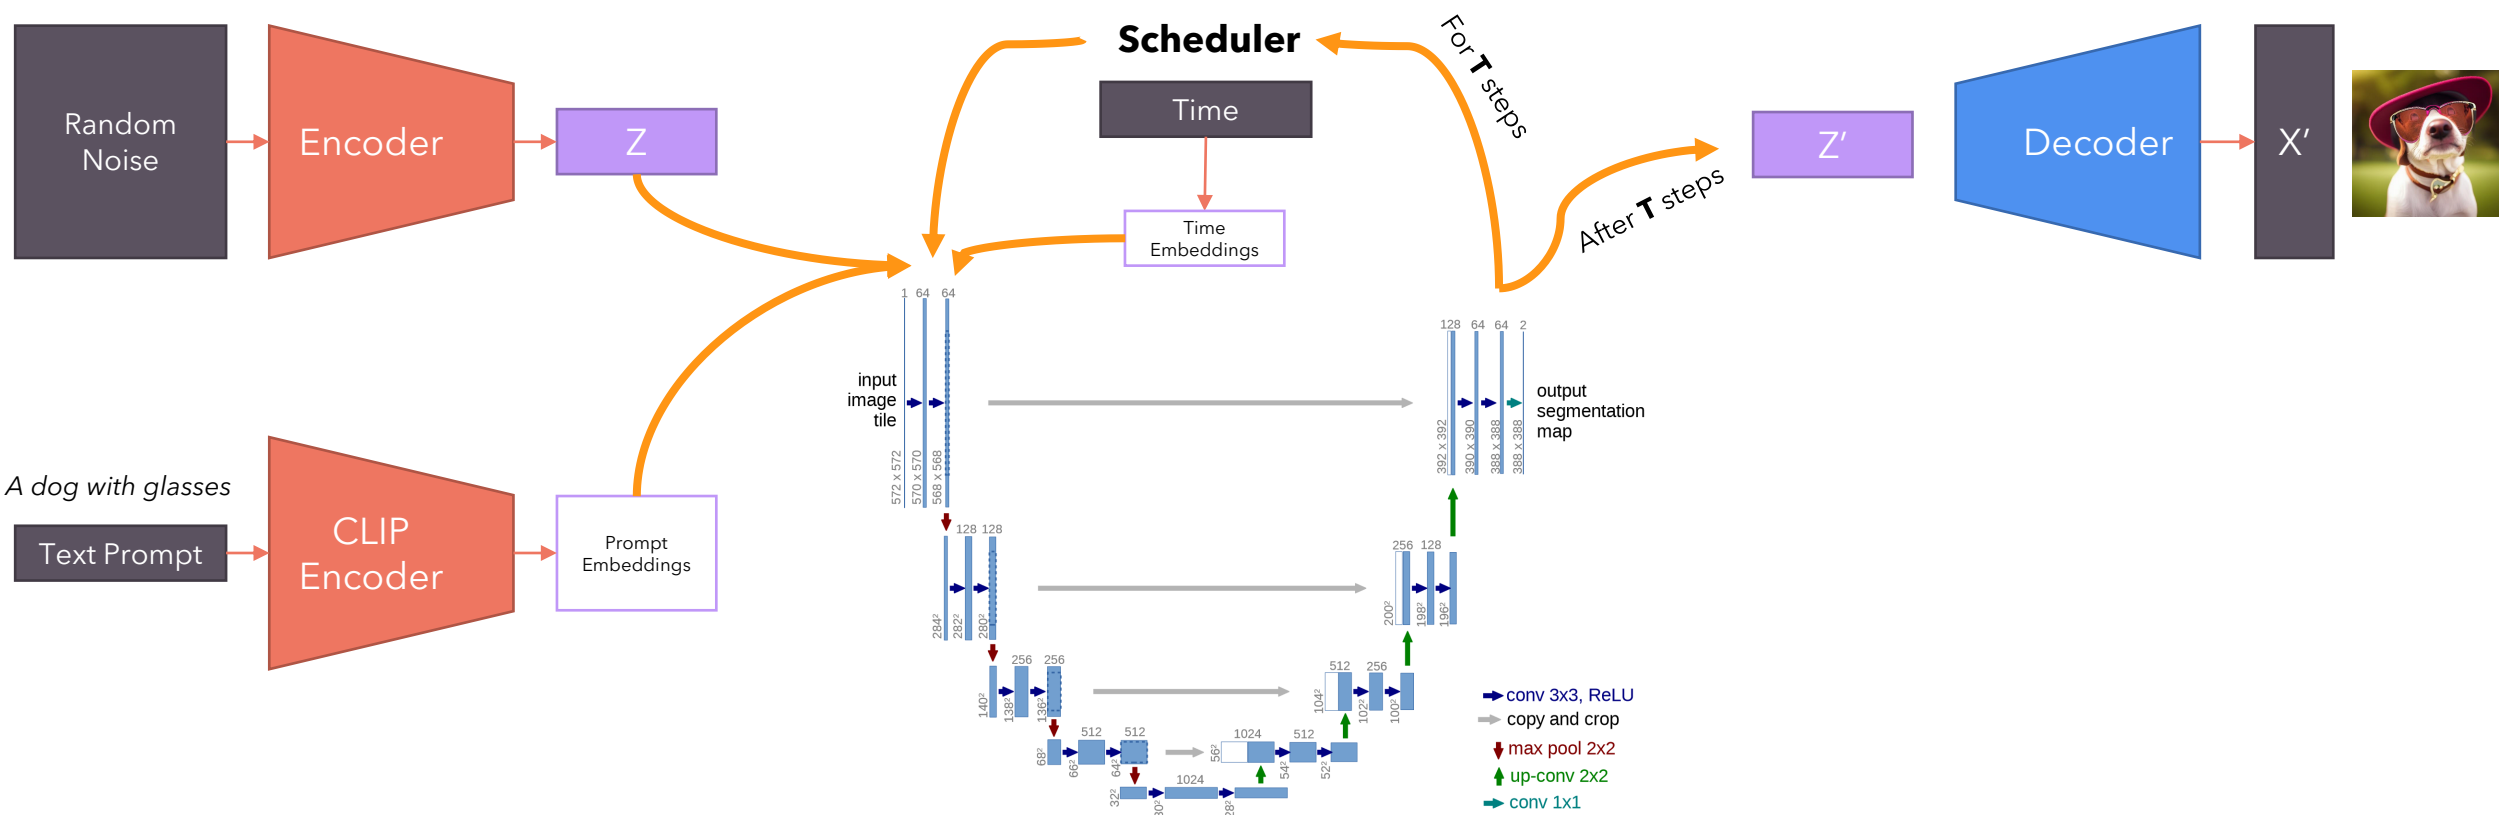 Random
Noise
Encoder
Z
Scheduler
Time
Time
Embeddings
For T steps
After T steps
Z′
Decoder
X′
A dog with glasses
Text Prompt
CLIP
Encoder
Prompt
Embeddings
1 64 64
input
image
tile
572 x 572
570 x 570
568 x 568
128 64 64 2
392 x 392
390 x 390
388 x 388
388 x 388
output
segmentation
map
128 128
284²
282²
280²
256 128
200²
198²
196²
256 256
140²
138²
136²
512 256
104²
102²
100²
512 512
68²
66²
64²
1024 512
56²
54²
52²
1024
32²
30²
28²
conv 3x3, ReLU
copy and crop
max pool 2x2
up-conv 2x2
conv 1x1